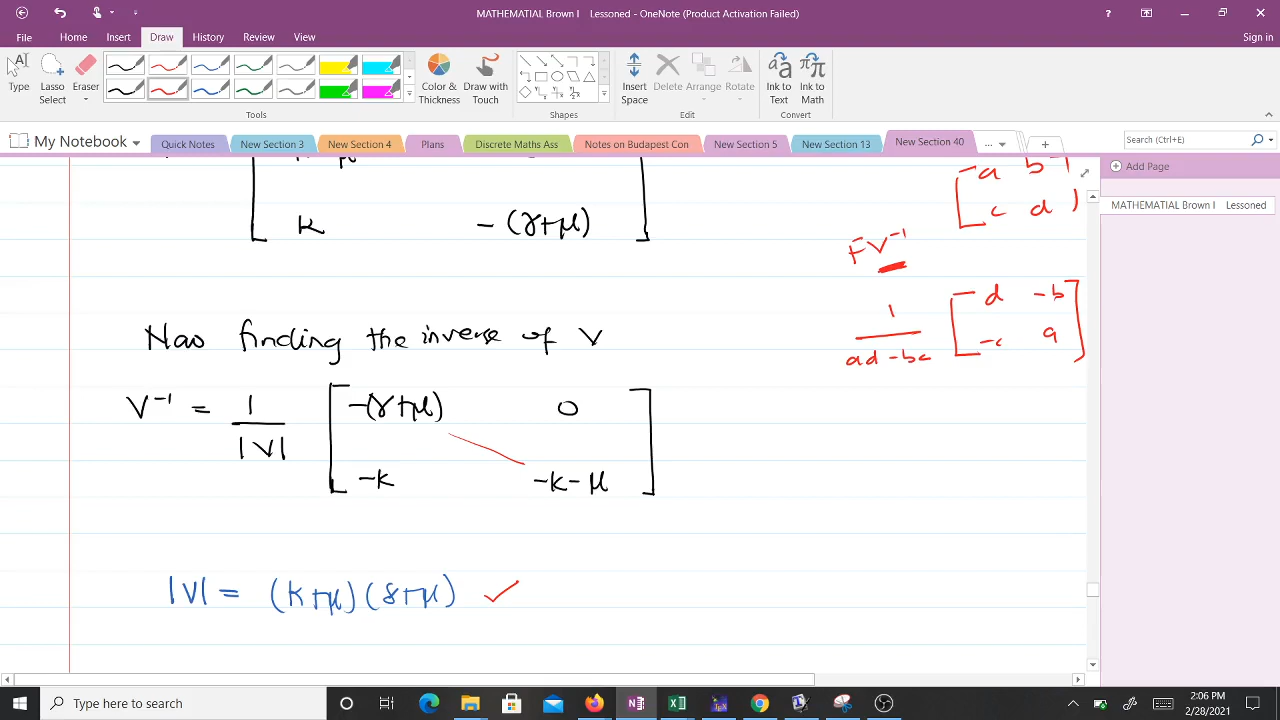 MATHEMATIAL Brown I Lessoned - OneNote (Product Activation Failed)
File Home Insert Draw History Review View Sign in
Type Lasso Select Eraser Color & Thickness Draw with Touch Insert Space Delete Arrange Rotate Ink to Text Ink to Math
Tools Shapes Edit Convert
My Notebook Quick Notes New Section 3 New Section 4 Plans Discrete Maths Ass Notes on Budapest Con New Section 5 New Section 13 New Section 40 ... Search (Ctrl+E)
Add Page
MATHEMATIAL Brown I Lessoned
a b
c d
k -(γ+μ)
FV⁻¹
1/(ad-bc) [d -b
-c a]
Now finding the inverse of V
V⁻¹ = 1/|V| [-(γ+μ) 0
-k -k-μ]
|V| = (k+μ)(γ+μ) ✓
Type here to search
2:06 PM
2/28/2021